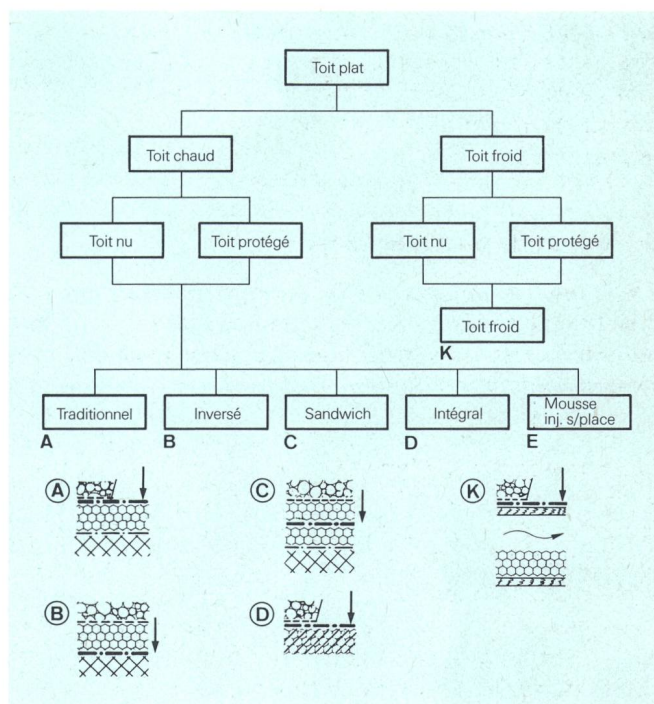 Toit plat
Toit chaud
Toit froid
Toit nu
Toit protégé
Toit nu
Toit protégé
Toit froid
K
Traditionnel
Inversé
Sandwich
Intégral
Mousse
inj. s/place
A
B
C
D
E
A
C
K
B
D